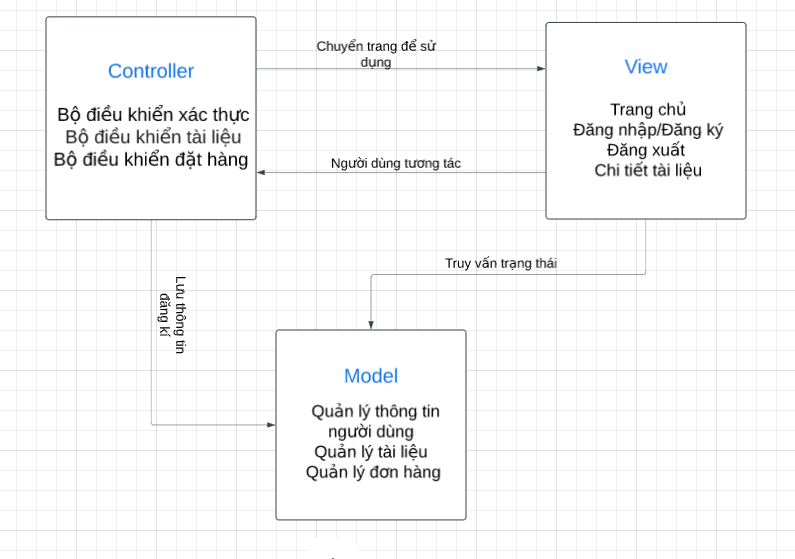 Controller
Bộ điều khiển xác thực
Bộ điều khiển tài liệu
Bộ điều khiển đặt hàng
Chuyển trang để sử
dụng
Người dùng tương tác
View
Trang chủ
Đăng nhập/Đăng ký
Đăng xuất
Chi tiết tài liệu
Truy vấn trạng thái
Lưu thông tin
đăng kí
Model
Quản lý thông tin
người dùng
Quản lý tài liệu
Quản lý đơn hàng